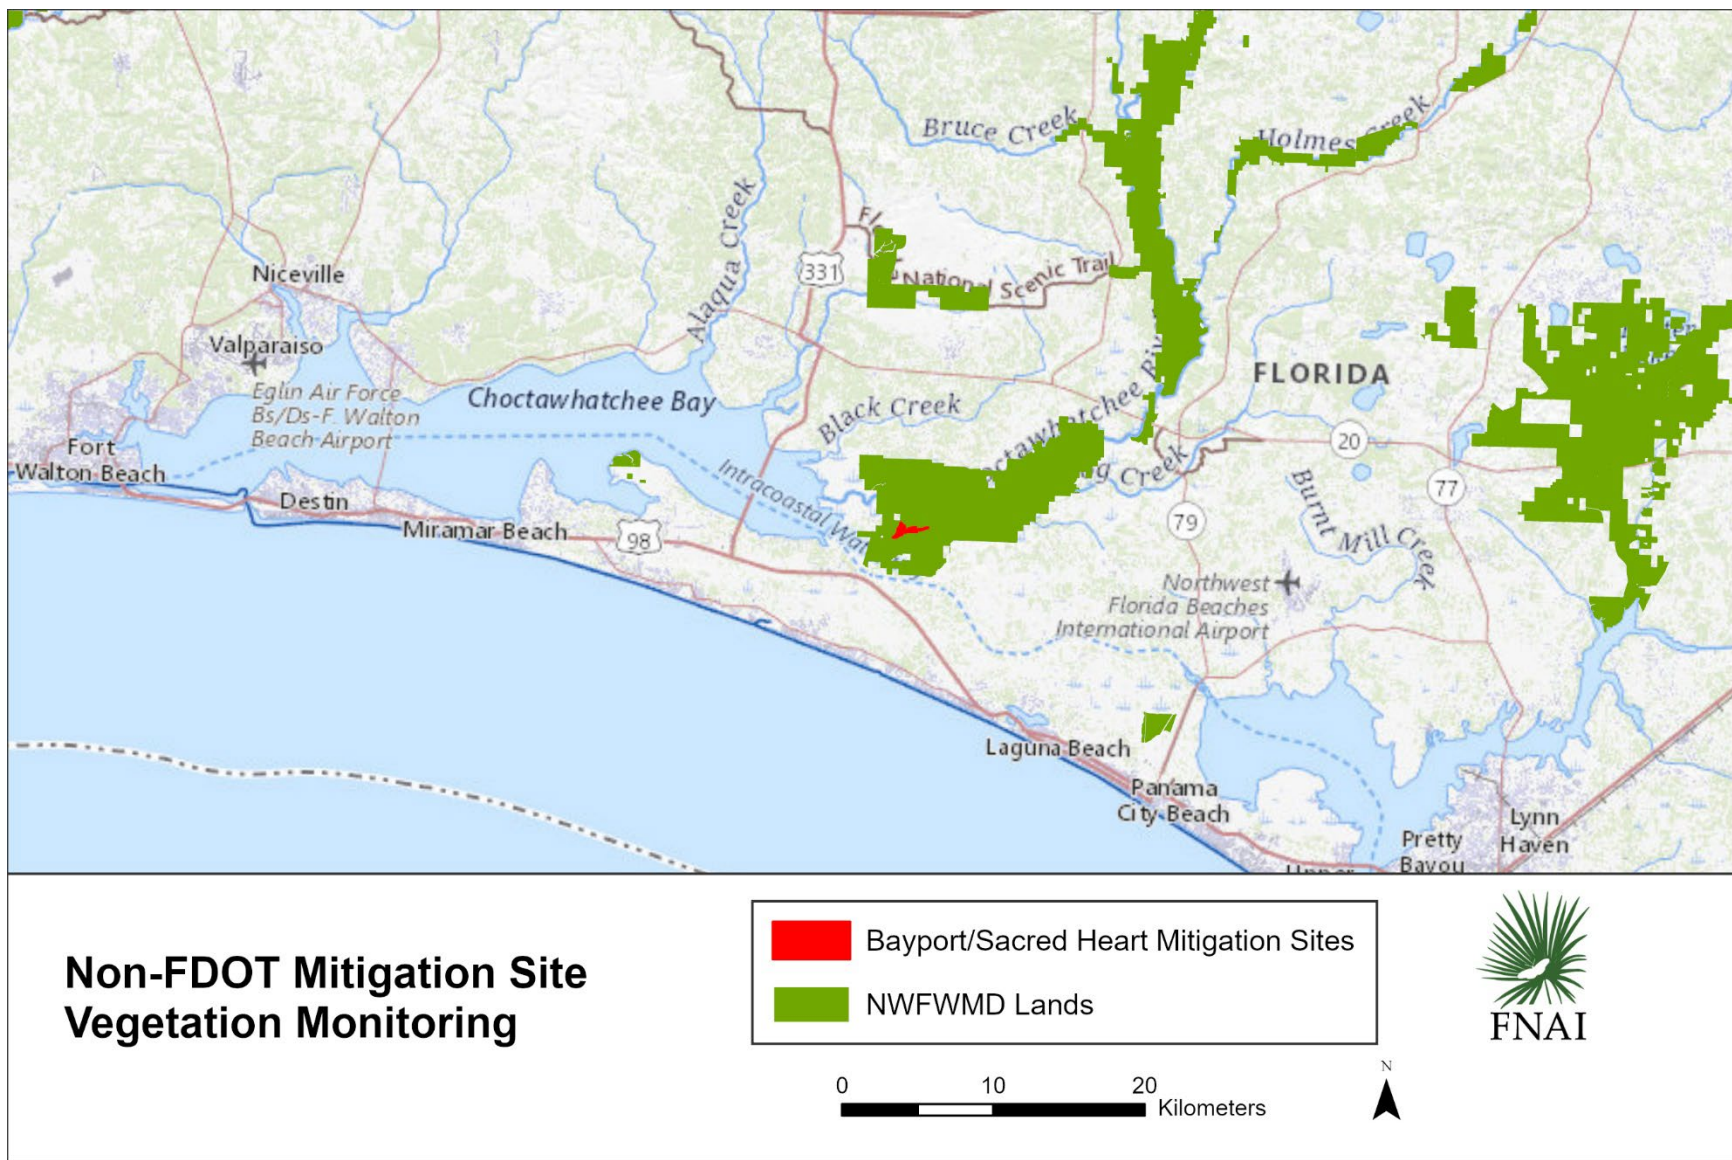 Bruce Creek
Holmes Creek
Alaqua Creek
331
National Scenic Trail
Niceville
Valparaiso
Eglin Air Force
Bs/Ds-F. Walton
Beach Airport
Choctawhatchee Bay
Black Creek
FLORIDA
20
77
79
Fort
Walton Beach
Destin
Miramar Beach
98
Intracoastal
Creek
Burnt Mill Creek
Northwest
Florida Beaches
International Airport
Laguna Beach
Panama
City Beach
Lynn
Haven
Pretty
Bayou
Non-FDOT Mitigation Site
Vegetation Monitoring
Bayport/Sacred Heart Mitigation Sites
NWFWMD Lands
0 10 20
Kilometers
N
FNAI